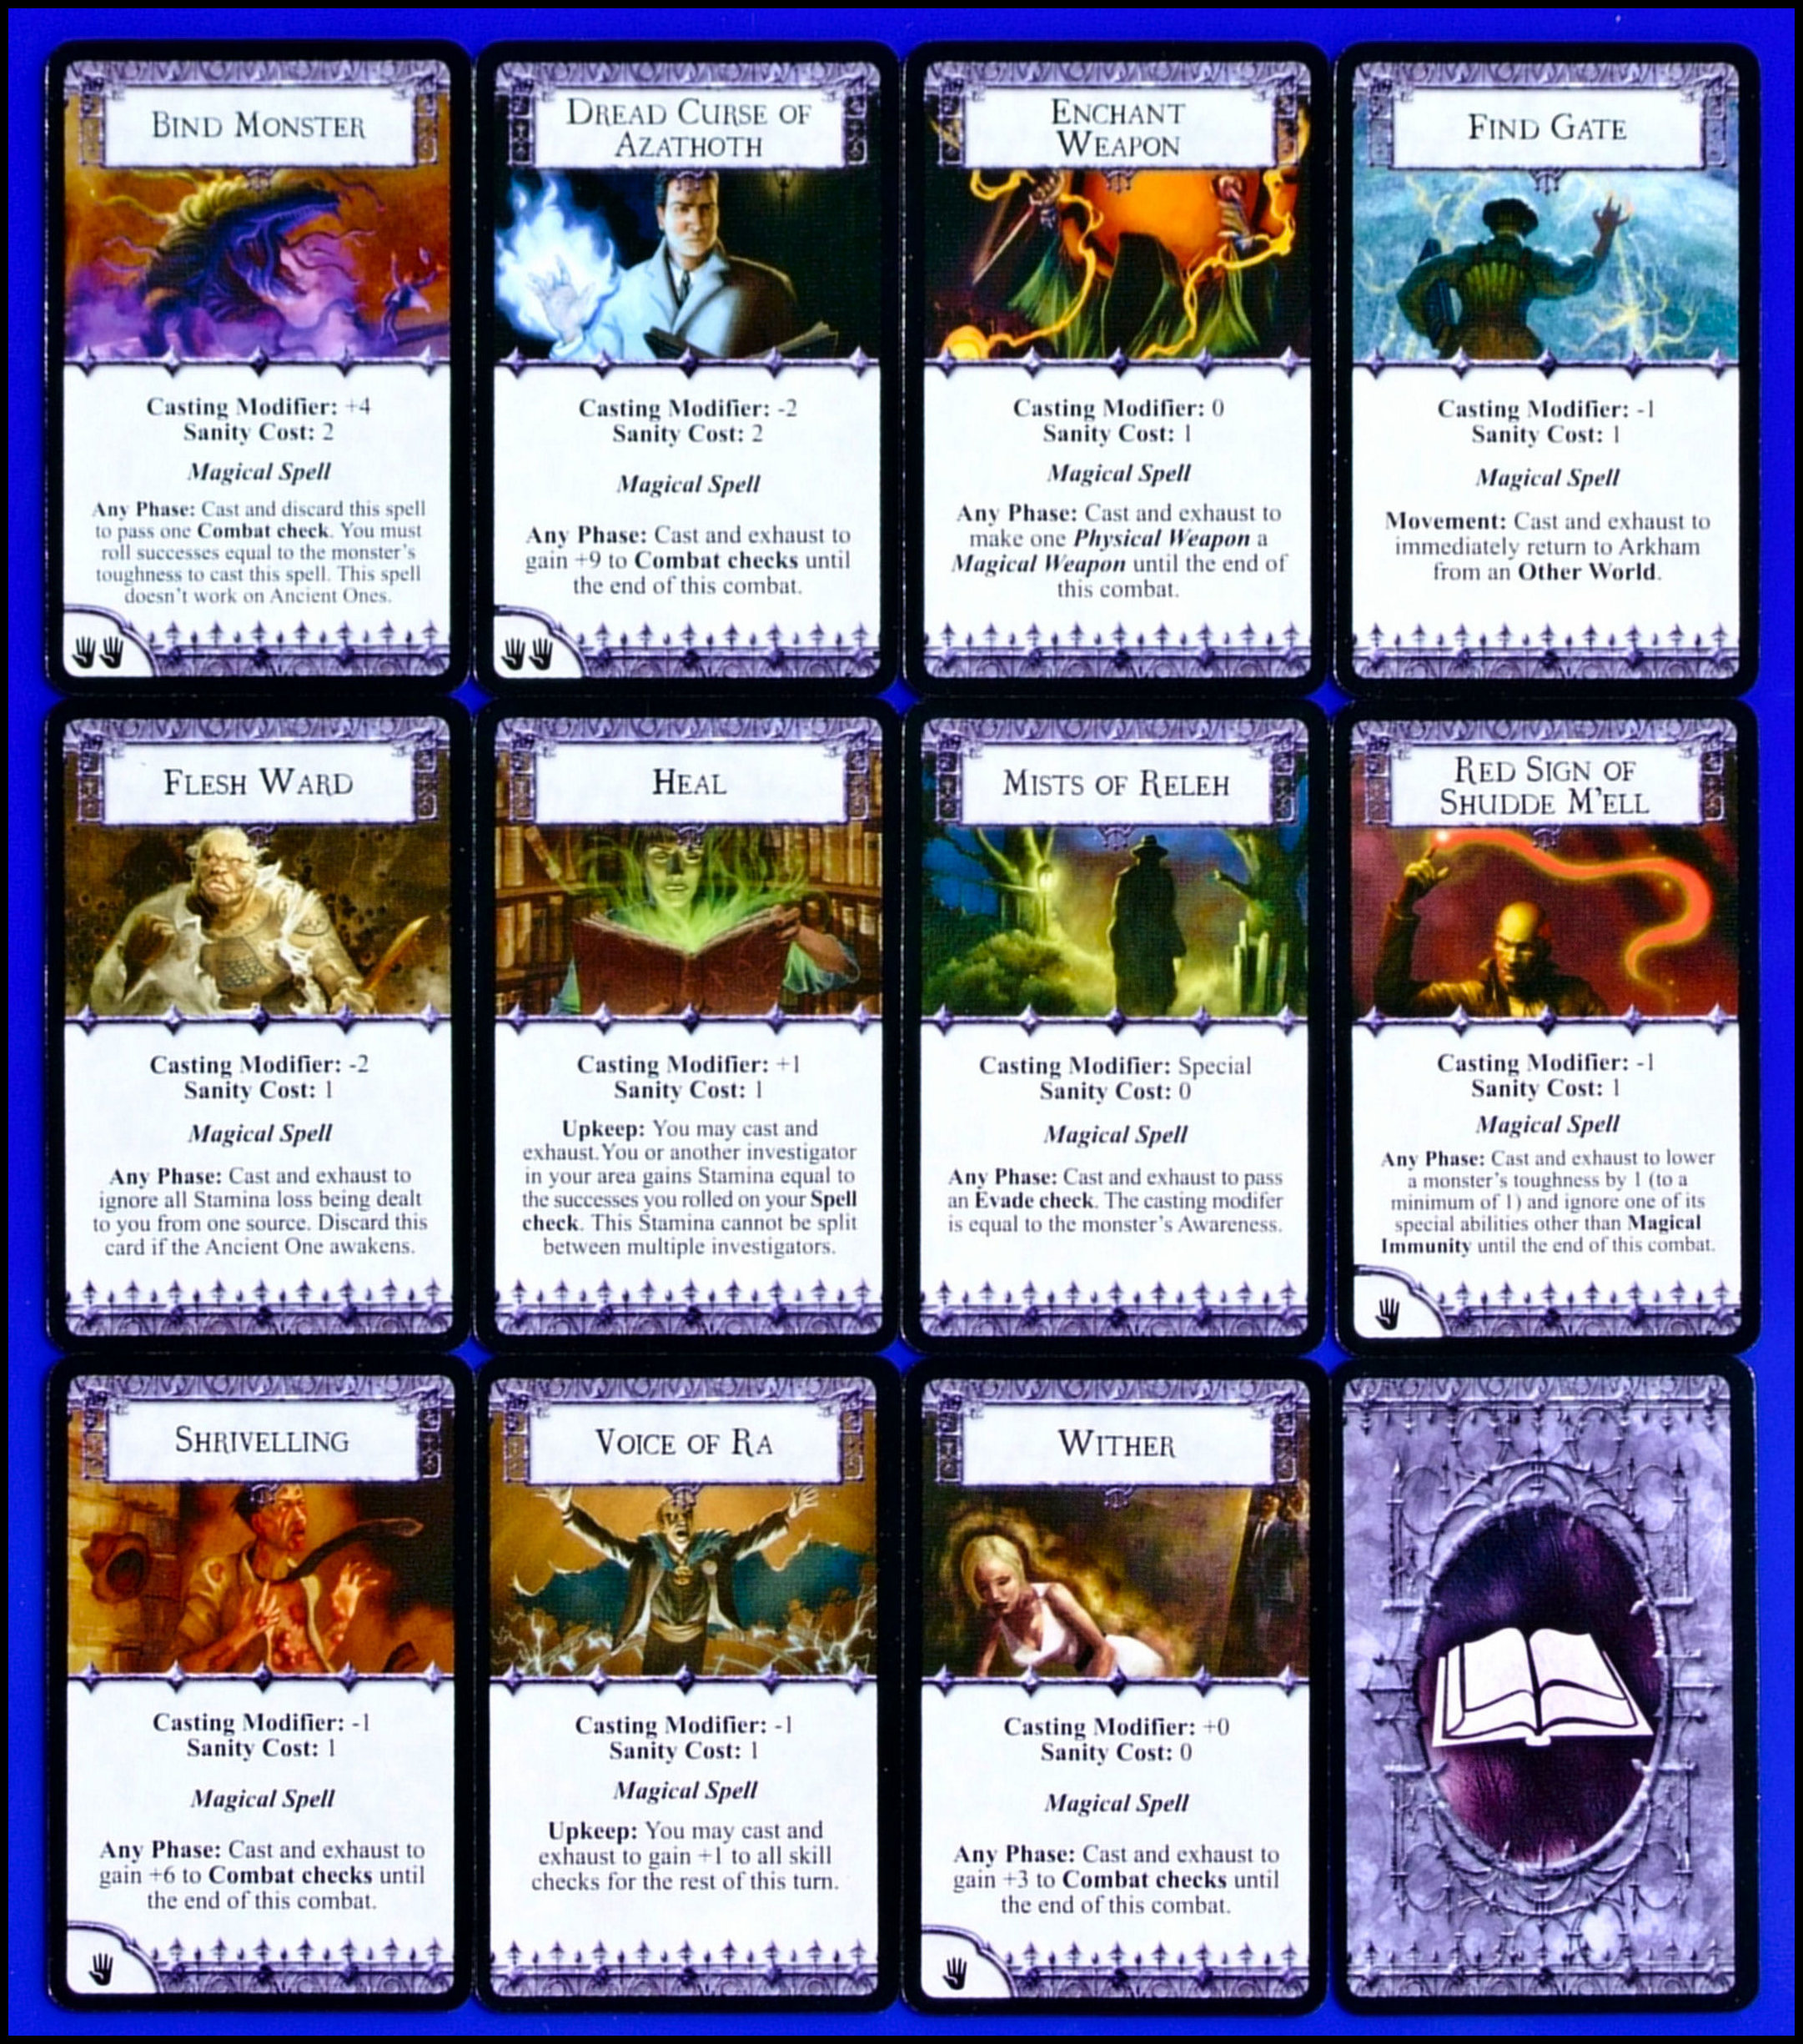 BIND MONSTER
Casting Modifier: +4
Sanity Cost: 2
Magical Spell
Any Phase: Cast and discard this spell
to pass one Combat check. You must
roll successes equal to the monster's
toughness to cast this spell. This spell
doesn't work on Ancient Ones.
DREAD CURSE OF
AZATHOTH
Casting Modifier: -2
Sanity Cost: 2
Magical Spell
Any Phase: Cast and exhaust to
gain +9 to Combat checks until
the end of this combat.
ENCHANT
WEAPON
Casting Modifier: 0
Sanity Cost: 1
Magical Spell
Any Phase: Cast and exhaust to
make one Physical Weapon a
Magical Weapon until the end of
this combat.
FIND GATE
Casting Modifier: -1
Sanity Cost: 1
Magical Spell
Movement: Cast and exhaust to
immediately return to Arkham
from an Other World.
FLESH WARD
Casting Modifier: -2
Sanity Cost: 1
Magical Spell
Any Phase: Cast and exhaust to
ignore all Stamina loss being dealt
to you from one source. Discard this
card if the Ancient One awakens.
HEAL
Casting Modifier: +1
Sanity Cost: 1
Upkeep: You may cast and
exhaust. You or another investigator
in your area gains Stamina equal to
the successes you rolled on your Spell
check. This Stamina cannot be split
between multiple investigators.
MISTS OF RELEH
Casting Modifier: Special
Sanity Cost: 0
Magical Spell
Any Phase: Cast and exhaust to pass
an Evade check. The casting modifer
is equal to the monster's Awareness.
RED SIGN OF
SHUDDE M'ELL
Casting Modifier: -1
Sanity Cost: 1
Magical Spell
Any Phase: Cast and exhaust to lower
a monster's toughness by 1 (to a
minimum of 1) and ignore one of its
special abilities other than Magical
Immunity until the end of this combat.
SHRIVELLING
Casting Modifier: -1
Sanity Cost: 1
Magical Spell
Any Phase: Cast and exhaust to
gain +6 to Combat checks until
the end of this combat.
VOICE OF RA
Casting Modifier: -1
Sanity Cost: 1
Magical Spell
Upkeep: You may cast and
exhaust to gain +1 to all skill
checks for the rest of this turn.
WITHER
Casting Modifier: +0
Sanity Cost: 0
Magical Spell
Any Phase: Cast and exhaust to
gain +3 to Combat checks until
the end of this combat.